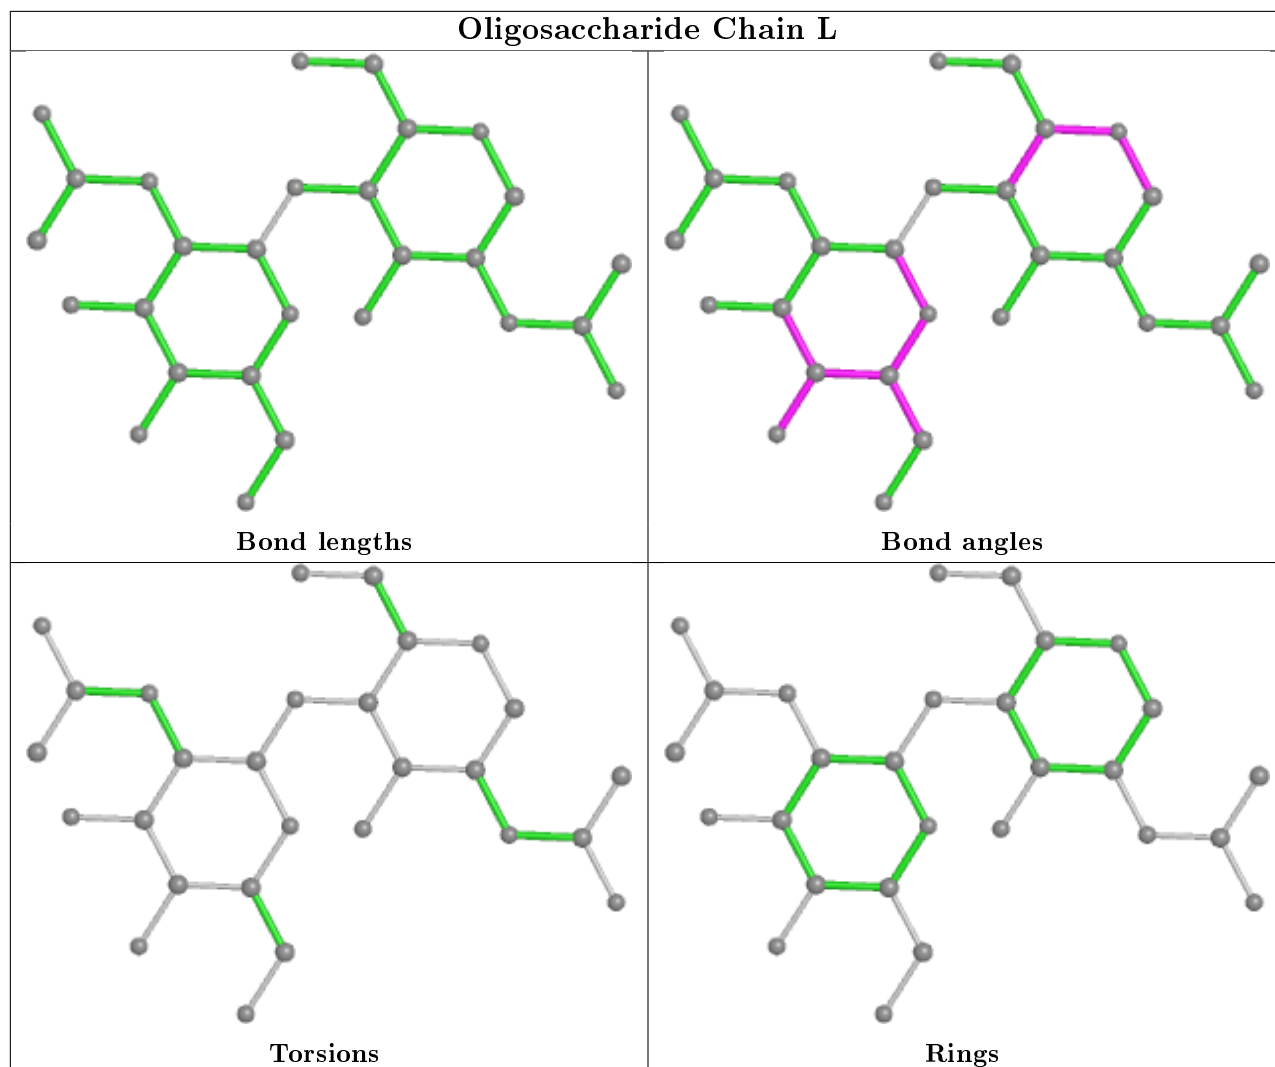 Oligosaccharide Chain L
Bond lengths
Bond angles
Torsions
Rings